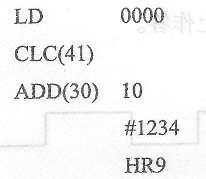 LD 0000
CLC(41)
ADD(30) 10
#1234
HR9